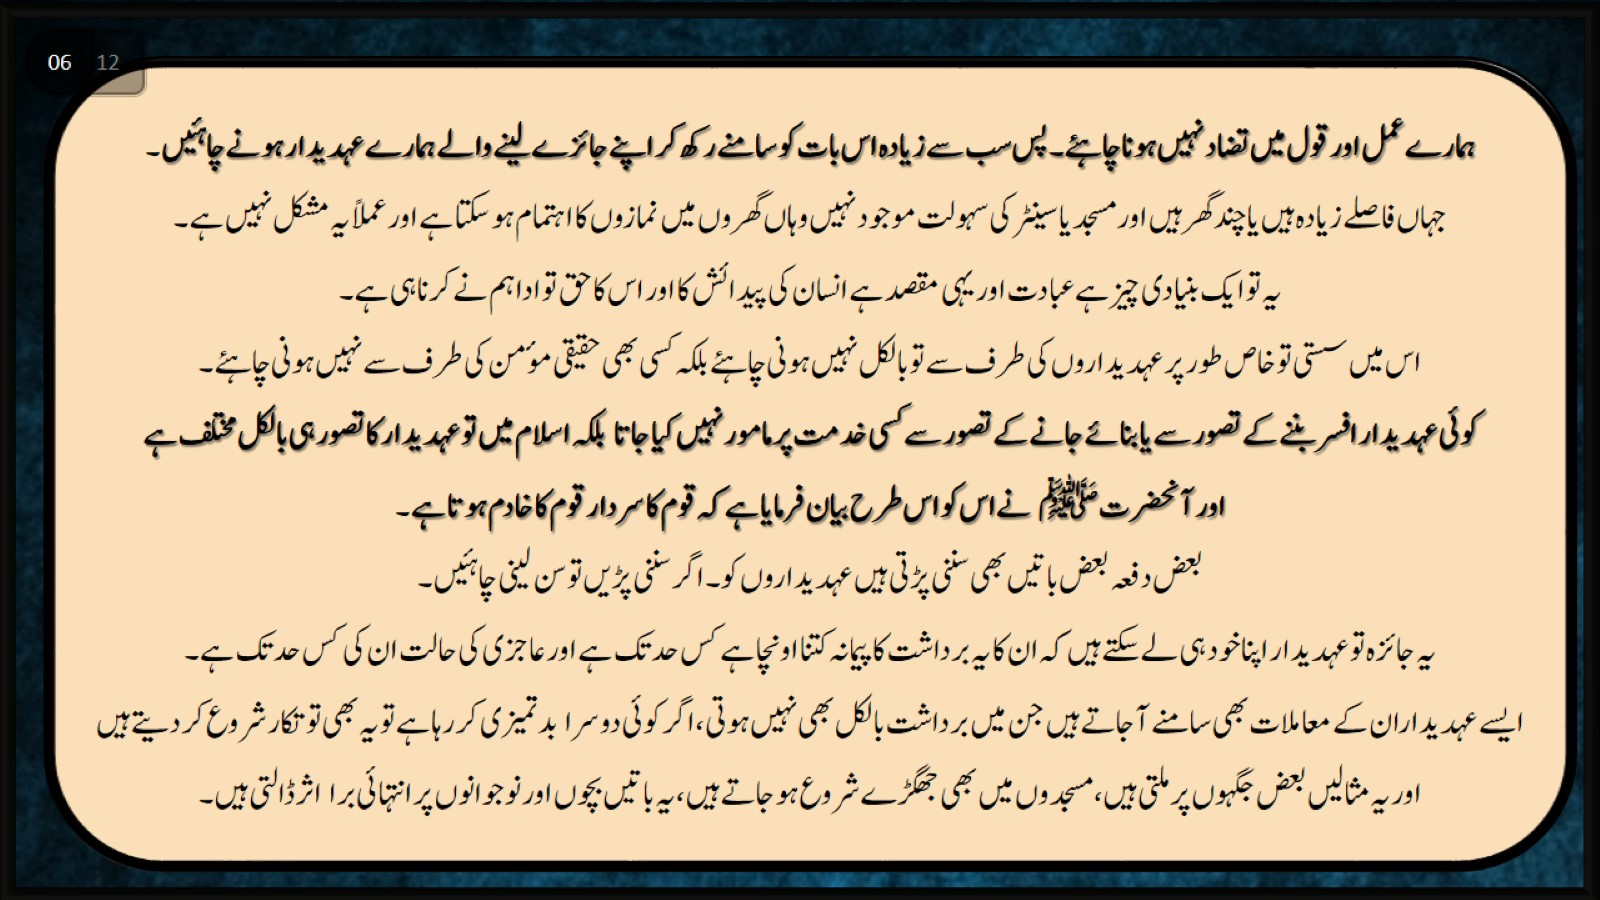 06 12
ہمارے عمل اور قول میں تضاد نہیں ہونا چاہئے۔ پس سب سے زیادہ اس بات کو سامنے رکھ کر اپنے جائزے لینے والے ہمارے عہدیدار ہونے چاہئیں۔
جہاں فاصلے زیادہ ہیں یا چند گھر ہیں اور مسجد یا سینٹر کی سہولت موجود نہیں وہاں گھروں میں نمازوں کا اہتمام ہو سکتا ہے اور عملاً یہ مشکل نہیں ہے۔
یہ تو ایک بنیادی چیز ہے عبادت اور یہی مقصد ہے انسان کی پیدائش کا اور اس کا حق تو ادا ہم نے کرنا ہی ہے۔
اس میں سستی تو خاص طور پر عہدیداروں کی طرف سے تو بالکل نہیں ہونی چاہئے بلکہ کسی بھی حقیقی موٴمن کی طرف سے نہیں ہونی چاہئے۔
کوئی عہدیدار افسر بننے کے تصور سے یا بنائے جانے کے تصور سے کسی خدمت پر مامور نہیں کیا جاتا بلکہ اسلام میں تو عہدیدار کا تصور ہی بالکل مختلف ہے
اور آنحضرت ﷺ نے اس کو اس طرح بیان فرمایا ہے کہ قوم کا سردار قوم کا خادم ہوتا ہے۔
بعض دفعہ بعض باتیں بھی سننی پڑتی ہیں عہدیداروں کو۔ اگر سننی پڑیں تو سن لینی چاہئیں۔
یہ جائزہ تو عہدیدار اپنا خود ہی لے سکتے ہیں کہ ان کا یہ برداشت کا پیمانہ کتنا اونچا ہے کس حد تک ہے اور عاجزی کی حالت ان کی کس حد تک ہے۔
ایسے عہدیداران کے معاملات بھی سامنے آ جاتے ہیں جن میں برداشت بالکل بھی نہیں ہوتی، اگر کوئی دوسرا بدتمیزی کر رہا ہے تو یہ بھی تو تکار شروع کر دیتے ہیں
اور یہ مثالیں بعض جگہوں پر ملتی ہیں، مسجدوں میں بھی جھگڑے شروع ہو جاتے ہیں، یہ باتیں بچوں اور نوجوانوں پر انتہائی برا اثر ڈالتی ہیں۔